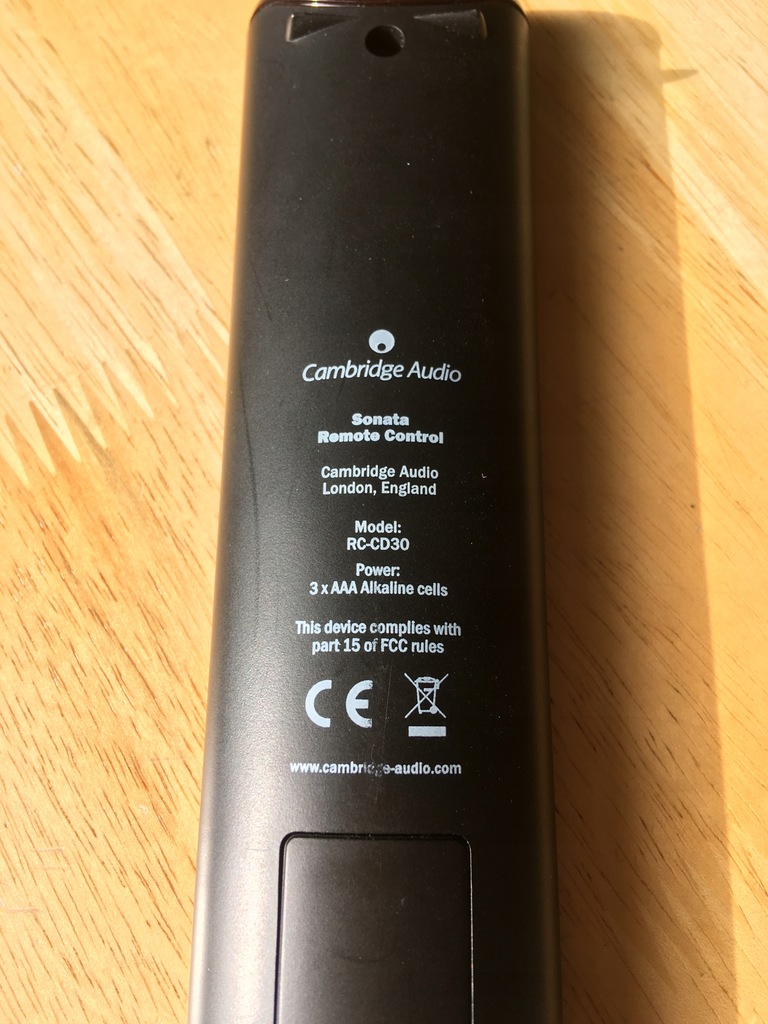 Cambridge Audio
Sonata
Remote Control
Cambridge Audio
London, England
Model:
RC-CD30
Power:
3 x AAA Alkaline cells
This device complies with
part 15 of FCC rules
CE
www.cambridge-audio.com